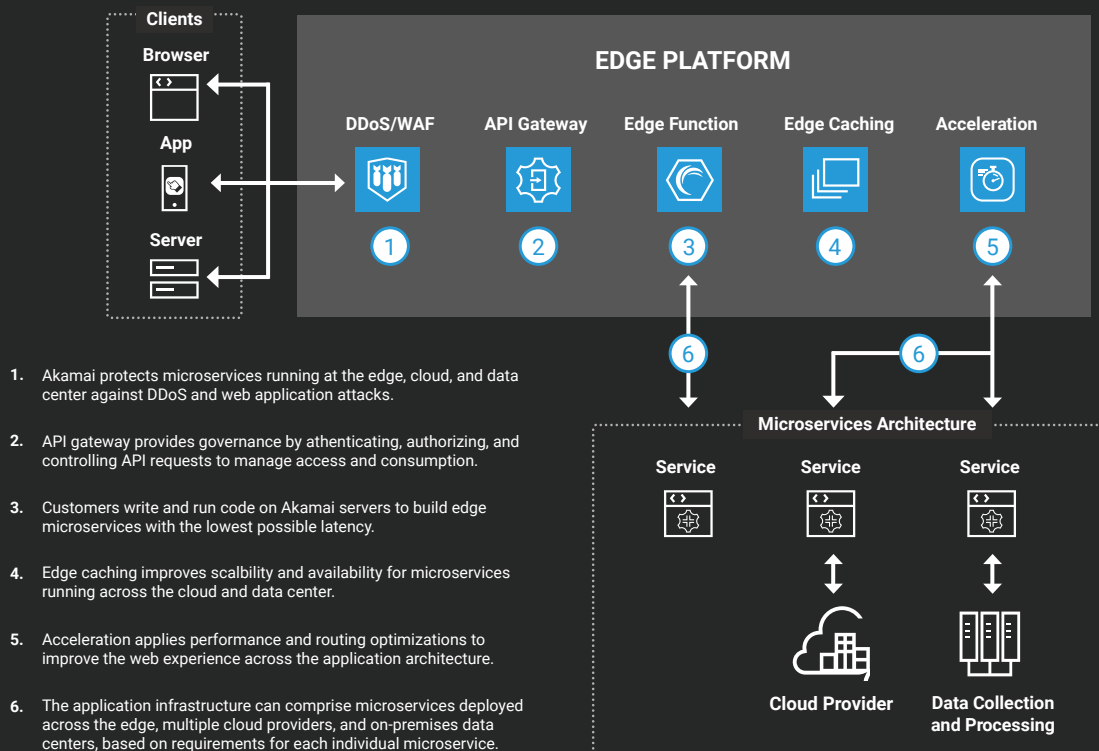 Clients
Browser
App
Server
EDGE PLATFORM
DDoS/WAF
API Gateway
Edge Function
Edge Caching
Acceleration
1
2
3
4
5
6
6
1. Akamai protects microservices running at the edge, cloud, and data
center against DDoS and web application attacks.
2. API gateway provides governance by athenticating, authorizing, and
controlling API requests to manage access and consumption.
3. Customers write and run code on Akamai servers to build edge
microservices with the lowest possible latency.
4. Edge caching improves scalbility and availability for microservices
running across the cloud and data center.
5. Acceleration applies performance and routing optimizations to
improve the web experience across the application architecture.
6. The application infrastructure can comprise microservices deployed
across the edge, multiple cloud providers, and on-premises data
centers, based on requirements for each individual microservice.
Microservices Architecture
Service
Service
Service
Cloud Provider
Data Collection
and Processing